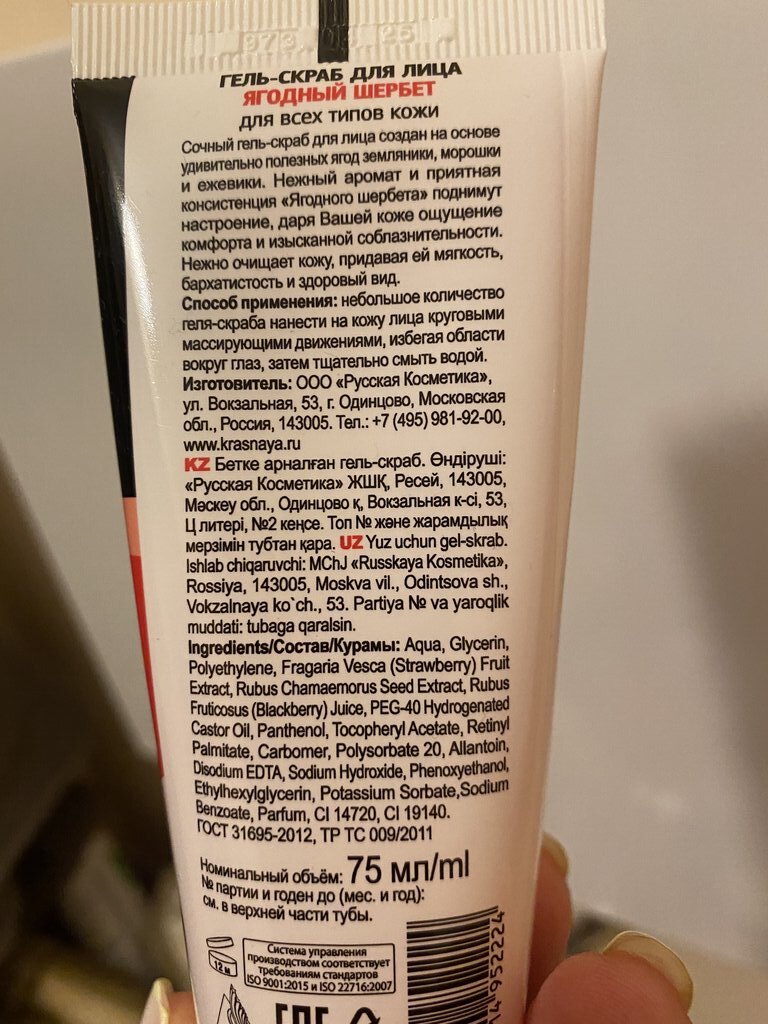 973 25
ГЕЛЬ-СКРАБ ДЛЯ ЛИЦА
ЯГОДНЫЙ ШЕРБЕТ
для всех типов кожи
Сочный гель-скраб для лица создан на основе
удивительно полезных ягод земляники, морошки
и ежевики. Нежный аромат и приятная
консистенция «Ягодного шербета» поднимут
настроение, даря Вашей коже ощущение
комфорта и изысканной соблазнительности.
Нежно очищает кожу, придавая ей мягкость,
бархатистость и здоровый вид.
Способ применения: небольшое количество
геля-скраба нанести на кожу лица круговыми
массирующими движениями, избегая области
вокруг глаз, затем тщательно смыть водой.
Изготовитель: ООО «Русская Косметика»,
ул. Вокзальная, 53, г. Одинцово, Московская
обл., Россия, 143005. Тел.: +7 (495) 981-92-00,
www.krasnaya.ru
KZ Бетке арналған гель-скраб. Өндіруші:
«Русская Косметика» ЖШҚ, Ресей, 143005,
Мәскеу обл., Одинцово қ, Вокзальная к-сі, 53,
Ц литері, №2 кеңсе. Топ № және жарамдылық
мерзімін тубтан қара. UZ Yuz uchun gel-skrab.
Ishlab chiqaruvchi: MChJ «Russkaya Kosmetika»,
Rossiya, 143005, Moskva vil., Odintsova sh.,
Vokzalnaya ko`ch., 53. Partiya № va yaroqlik
muddati: tubaga qaralsin.
Ingredients/Состав/Курамы: Aqua, Glycerin,
Polyethylene, Fragaria Vesca (Strawberry) Fruit
Extract, Rubus Chamaemorus Seed Extract, Rubus
Fruticosus (Blackberry) Juice, PEG-40 Hydrogenated
Castor Oil, Panthenol, Tocopheryl Acetate, Retinyl
Palmitate, Carbomer, Polysorbate 20, Allantoin,
Disodium EDTA, Sodium Hydroxide, Phenoxyethanol,
Ethylhexylglycerin, Potassium Sorbate,Sodium
Benzoate, Parfum, CI 14720, CI 19140.
ГОСТ 31695-2012, ТР ТС 009/2011
Номинальный объём: 75 мл/ml
№ партии и годен до (мес. и год):
см. в верхней части тубы.
12 M
Система управления
производством соответствует
требованиям стандартов
ISO 9001:2015 и ISO 22716:2007
14 952224